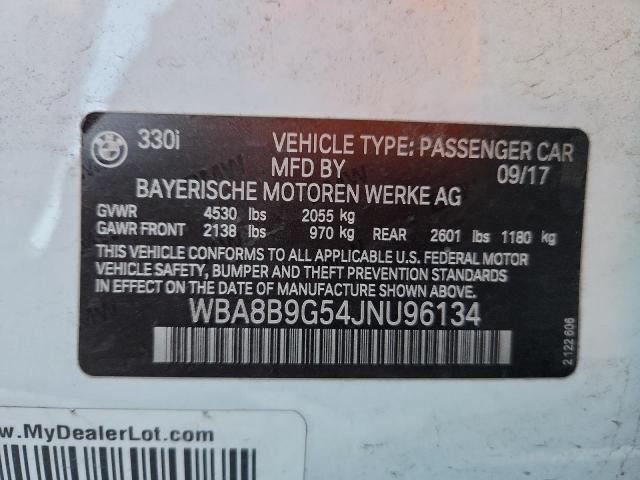 330i VEHICLE TYPE: PASSENGER CAR
MFD BY 09/17
BAYERISCHE MOTOREN WERKE AG
GVWR 4530 lbs 2055 kg
GAWR FRONT 2138 lbs 970 kg REAR 2601 lbs 1180 kg
THIS VEHICLE CONFORMS TO ALL APPLICABLE U.S. FEDERAL MOTOR
VEHICLE SAFETY, BUMPER AND THEFT PREVENTION STANDARDS
IN EFFECT ON THE DATE OF MANUFACTURE SHOWN ABOVE.
WBA8B9G54JNU96134
2 122 606
www.MyDealerLot.com